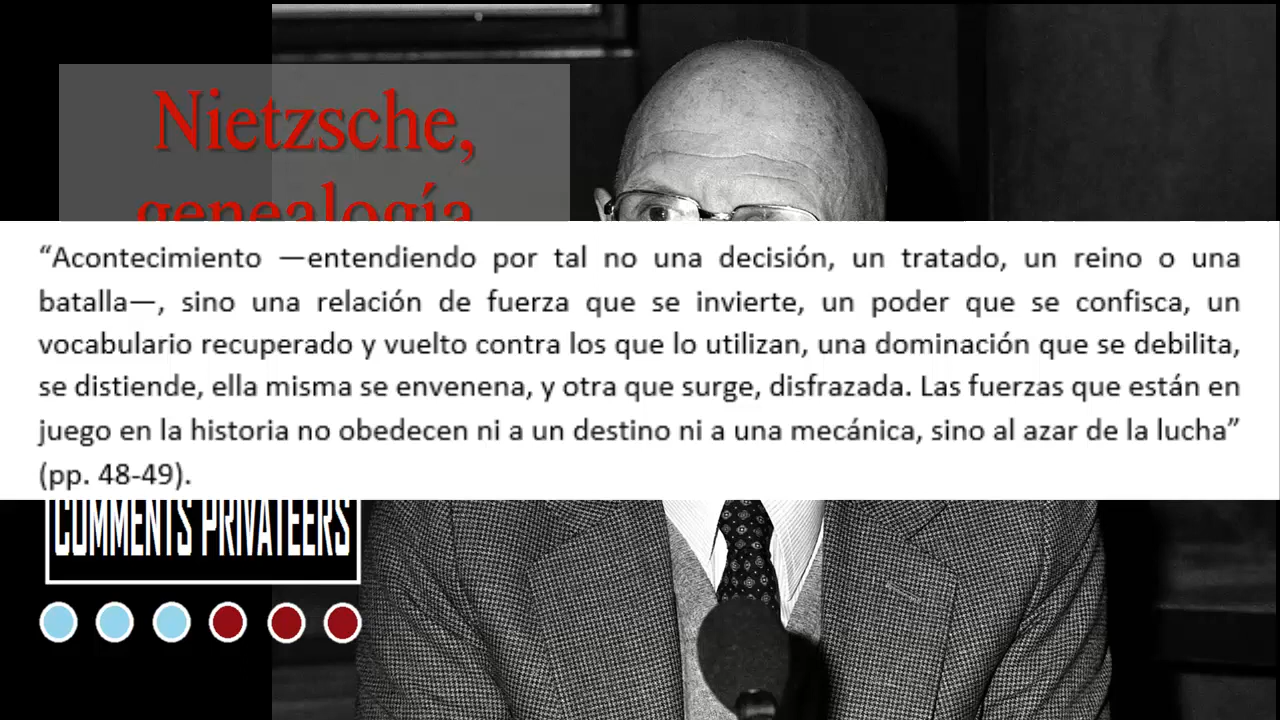 Nietzsche,
genealogía
“Acontecimiento —entendiendo por tal no una decisión, un tratado, un reino o una
batalla—, sino una relación de fuerza que se invierte, un poder que se confisca, un
vocabulario recuperado y vuelto contra los que lo utilizan, una dominación que se debilita,
se distiende, ella misma se envenena, y otra que surge, disfrazada. Las fuerzas que están en
juego en la historia no obedecen ni a un destino ni a una mecánica, sino al azar de la lucha”
(pp. 48-49).
COMMENTS PRIVATEERS